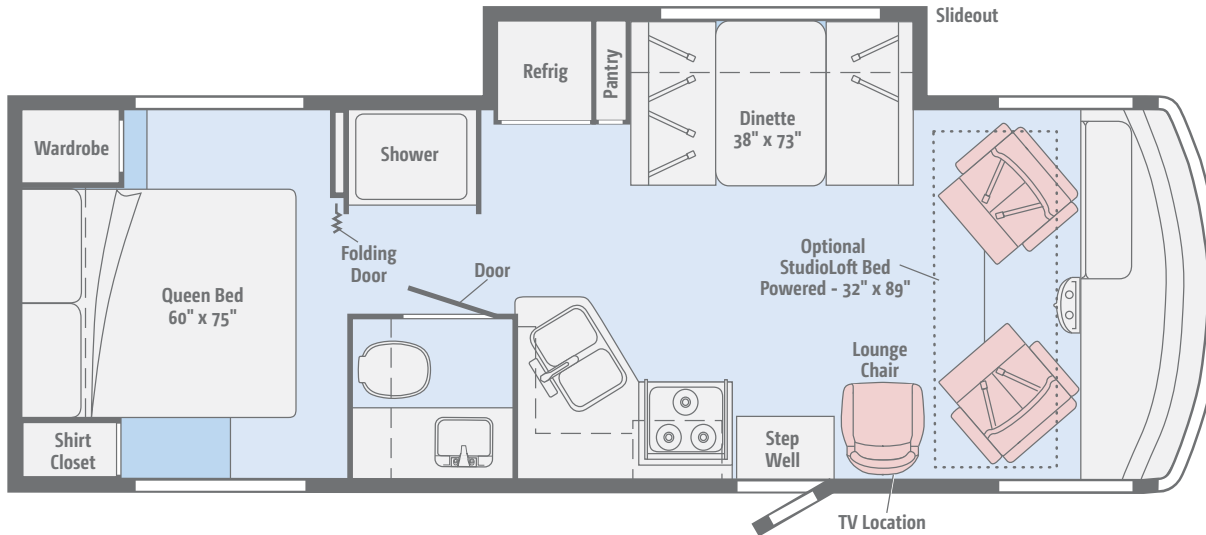 Slideout
Refrig
Pantry
Dinette
38" x 73"
Wardrobe
Shower
Folding
Door
Door
Optional
StudioLoft Bed
Powered - 32" x 89"
Queen Bed
60" x 75"
Lounge
Chair
Shirt
Closet
Step
Well
TV Location